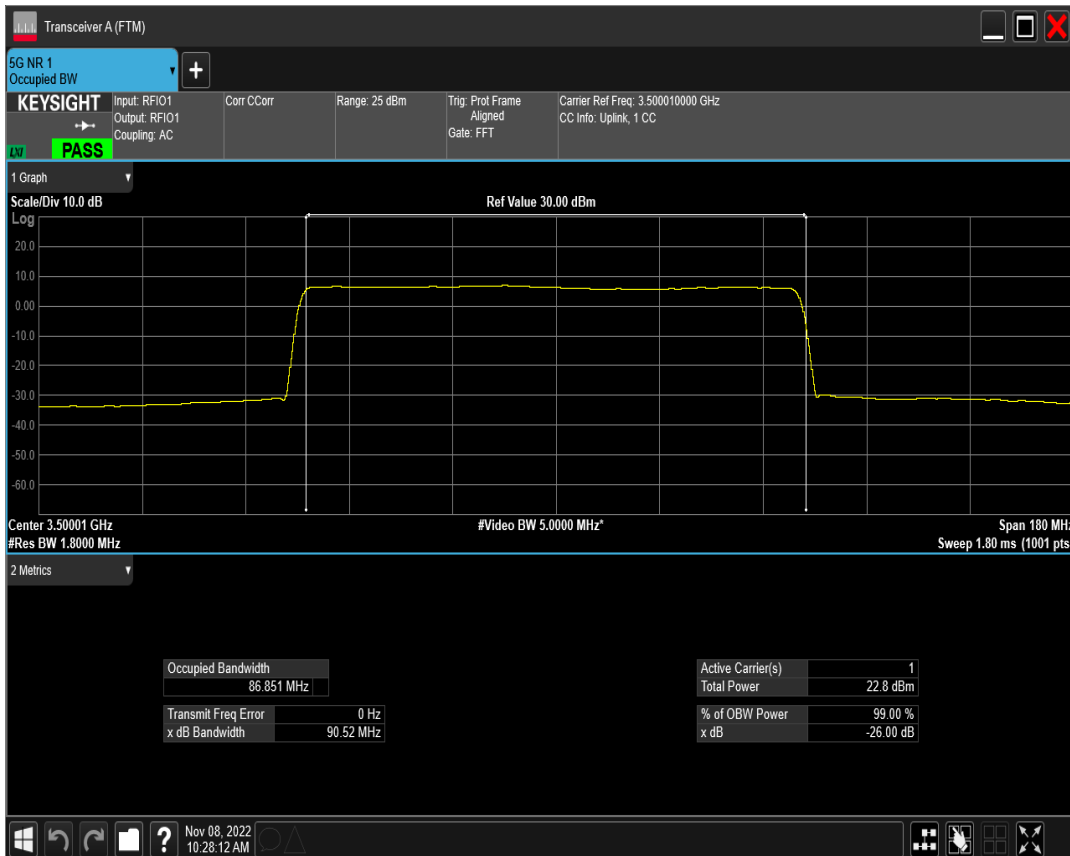 Transceiver A (FTM)
5G NR 1
Occupied BW
+
KEYSIGHT
LXI
PASS
Input: RFIO1
Output: RFIO1
Coupling: AC
Corr CCorr
Range: 25 dBm
Trig: Prot Frame
Aligned
Gate: FFT
Carrier Ref Freq: 3.500010000 GHz
CC Info: Uplink, 1 CC
1 Graph
Scale/Div 10.0 dB
Ref Value 30.00 dBm
Log
20.0
10.0
0.00
-10.0
-20.0
-30.0
-40.0
-50.0
-60.0
Center 3.50001 GHz
#Video BW 5.0000 MHz*
Span 180 MHz
#Res BW 1.8000 MHz
Sweep 1.80 ms (1001 pts
2 Metrics
Occupied Bandwidth
86.851 MHz
Transmit Freq Error 0 Hz
x dB Bandwidth 90.52 MHz
Active Carrier(s) 1
Total Power 22.8 dBm
% of OBW Power 99.00 %
x dB -26.00 dB
?
Nov 08, 2022
10:28:12 AM